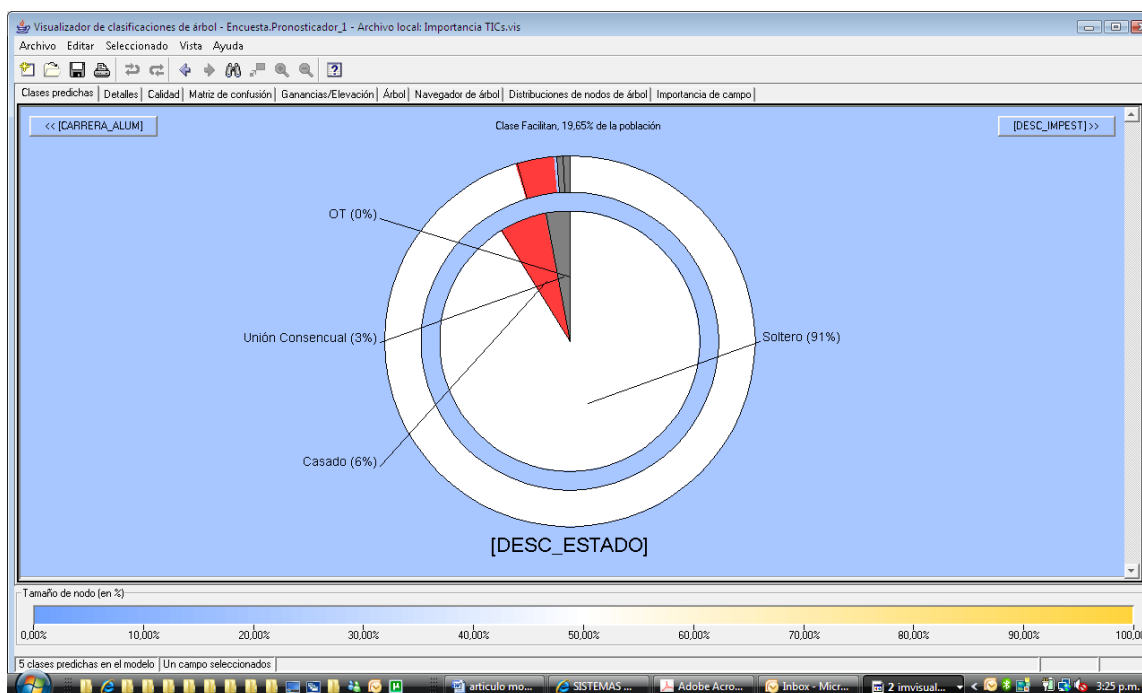 Visualizador de clasificaciones de árbol - Encuesta.Pronosticador_1 - Archivo local: Importancia TICs.vis
Archivo Editar Seleccionado Vista Ayuda
Clases predichas Detalles Calidad Matriz de confusión Ganancias/Elevación Árbol Navegador de árbol Distribuciones de nodos de árbol Importancia de campo
<< [CARRERA_ALUM] Clase Facilitan, 19,65% de la población [DESC_IMPEST] >>
OT (0%)
Unión Consencual (3%) Soltero (91%)
Casado (6%)
[DESC_ESTADO]
Tamaño de nodo (en %)
0,00% 10,00% 20,00% 30,00% 40,00% 50,00% 60,00% 70,00% 80,00% 90,00% 100,00
5 clases predichas en el modelo Un campo seleccionados
articulo mo... SISTEMAS ... Adobe Acro... Inbox - Micr... 2 imvisual... 3:25 p.m.